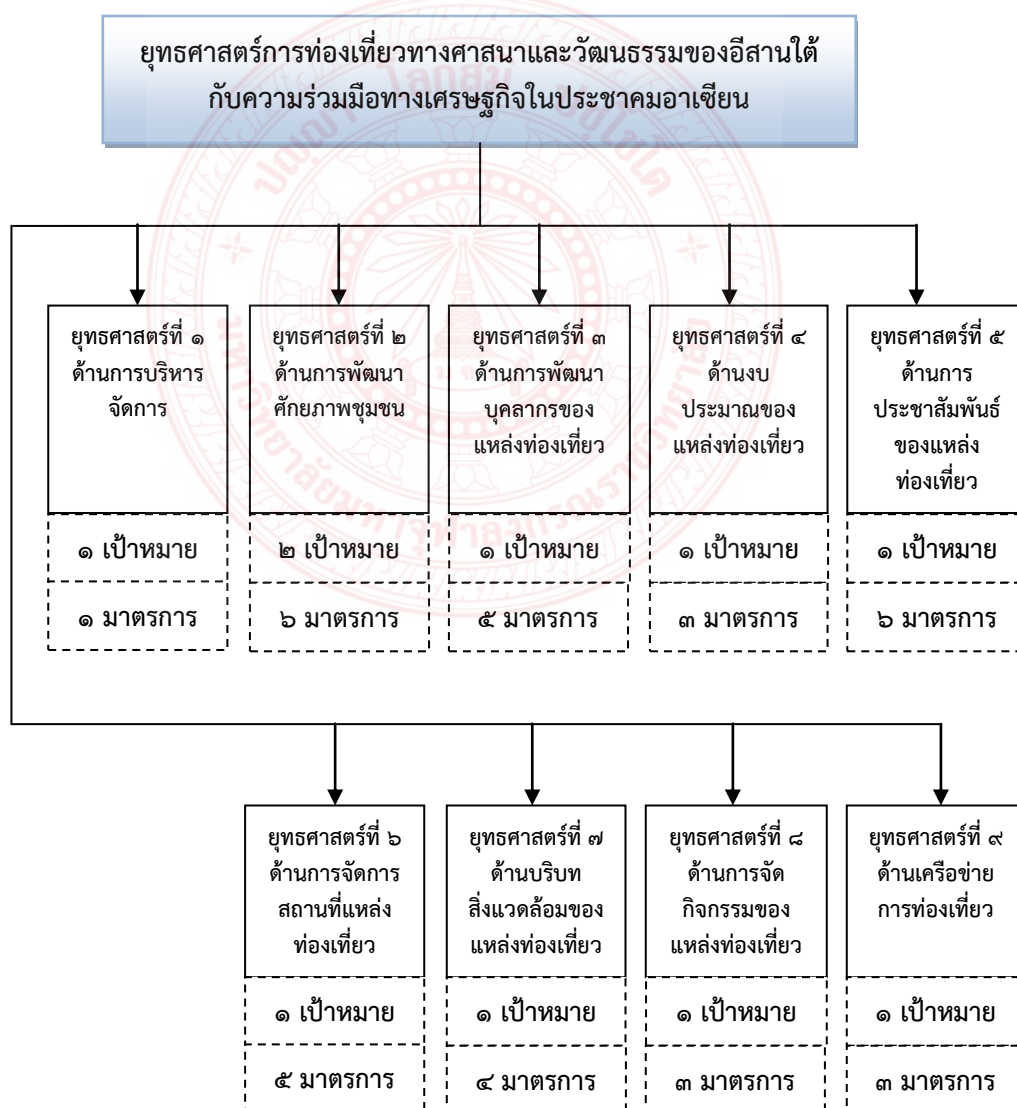 ยุทธศาสตร์การท่องเที่ยวทางศาสนาและวัฒนธรรมของอีสานใต้
กับความร่วมมือทางเศรษฐกิจในประชาคมอาเซียน
ยุทธศาสตร์ที่ ๑
ด้านการบริหาร
จัดการ
๑ เป้าหมาย
๑ มาตรการ
ยุทธศาสตร์ที่ ๒
ด้านการพัฒนา
ศักยภาพชุมชน
๒ เป้าหมาย
๖ มาตรการ
ยุทธศาสตร์ที่ ๓
ด้านการพัฒนา
บุคลากรของ
แหล่งท่องเที่ยว
๑ เป้าหมาย
๕ มาตรการ
ยุทธศาสตร์ที่ ๔
ด้านงบ
ประมาณของ
แหล่งท่องเที่ยว
๑ เป้าหมาย
๓ มาตรการ
ยุทธศาสตร์ที่ ๕
ด้านการ
ประชาสัมพันธ์
ของแหล่ง
ท่องเที่ยว
๑ เป้าหมาย
๖ มาตรการ
ยุทธศาสตร์ที่ ๖
ด้านการจัดการ
สถานที่แหล่ง
ท่องเที่ยว
๑ เป้าหมาย
๕ มาตรการ
ยุทธศาสตร์ที่ ๗
ด้านบริบท
สิ่งแวดล้อมของ
แหล่งท่องเที่ยว
๑ เป้าหมาย
๔ มาตรการ
ยุทธศาสตร์ที่ ๘
ด้านการจัด
กิจกรรมของ
แหล่งท่องเที่ยว
๑ เป้าหมาย
๓ มาตรการ
ยุทธศาสตร์ที่ ๙
ด้านเครือข่าย
การท่องเที่ยว
๑ เป้าหมาย
๓ มาตรการ